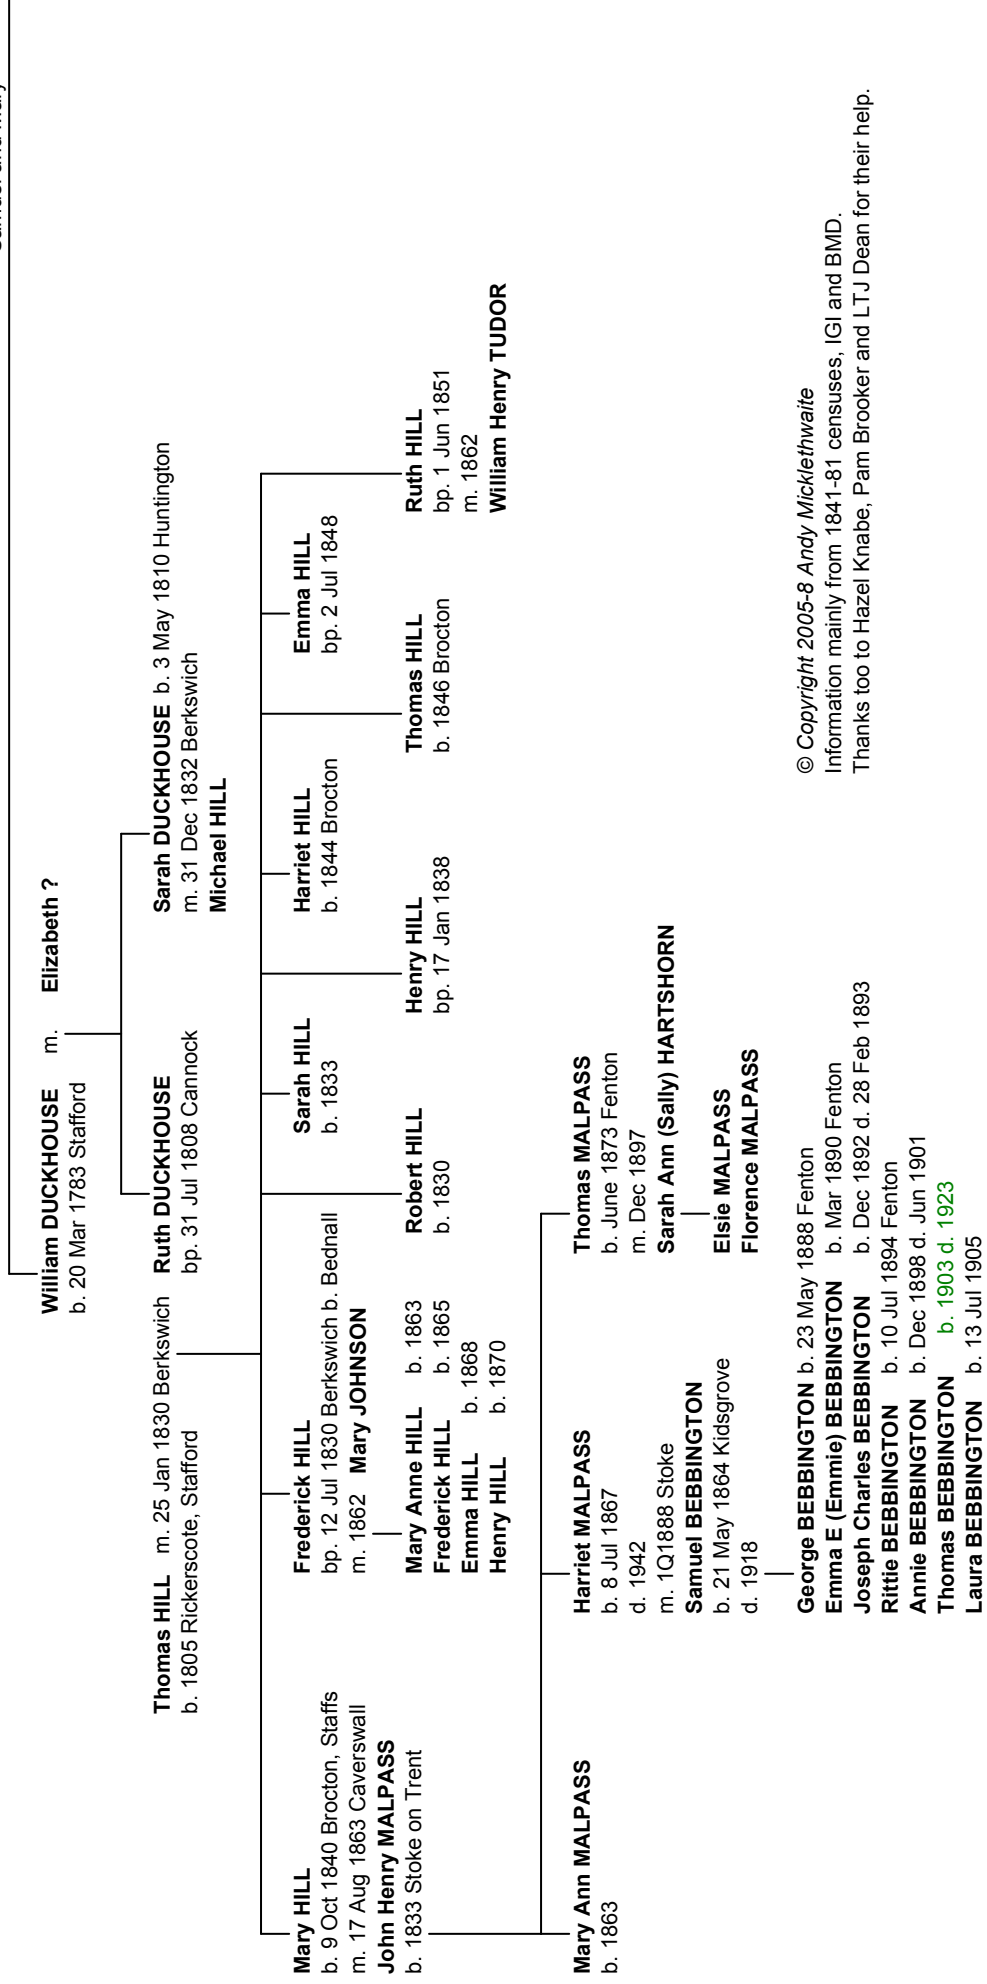 William DUCKHOUSE m. Elizabeth ?
b. 20 Mar 1783 Stafford
Thomas HILL m. 25 Jan 1830 Berkswich
b. 1805 Rickerscote, Stafford
Ruth DUCKHOUSE
bp. 31 Jul 1808 Cannock
Sarah DUCKHOUSE b. 3 May 1810 Huntington
m. 31 Dec 1832 Berkswich
Michael HILL
Mary HILL
b. 9 Oct 1840 Brocton, Staffs
m. 17 Aug 1863 Caverswall
John Henry MALPASS
b. 1833 Stoke on Trent
Frederick HILL
bp. 12 Jul 1830 Berkswich b. Bednall
m. 1862 Mary JOHNSON
Mary Anne HILL b. 1863
Frederick HILL b. 1865
Emma HILL b. 1868
Henry HILL b. 1870
Robert HILL
b. 1830
Sarah HILL
b. 1833
Henry HILL
bp. 17 Jan 1838
Harriet HILL
b. 1844 Brocton
Thomas HILL
b. 1846 Brocton
Emma HILL
bp. 2 Jul 1848
Ruth HILL
bp. 1 Jun 1851
m. 1862
William Henry TUDOR
Mary Ann MALPASS
b. 1863
Harriet MALPASS
b. 8 Jul 1867
d. 1942
m. 1Q1888 Stoke
Samuel BEBBINGTON
b. 21 May 1864 Kidsgrove
d. 1918
Thomas MALPASS
b. June 1873 Fenton
m. Dec 1897
Sarah Ann (Sally) HARTSHORN
Elsie MALPASS
Florence MALPASS
George BEBBINGTON b. 23 May 1888 Fenton
Emma E (Emmie) BEBBINGTON b. Mar 1890 Fenton
Joseph Charles BEBBINGTON b. Dec 1892 d. 28 Feb 1893
Rittie BEBBINGTON b. 10 Jul 1894 Fenton
Annie BEBBINGTON b. Dec 1898 d. Jun 1901
Thomas BEBBINGTON b. 1903 d. 1923
Laura BEBBINGTON b. 13 Jul 1905
© Copyright 2005-8 Andy Micklethwaite
Information mainly from 1841-81 censuses, IGI and BMD.
Thanks too to Hazel Knabe, Pam Brooker and LTJ Dean for their help.